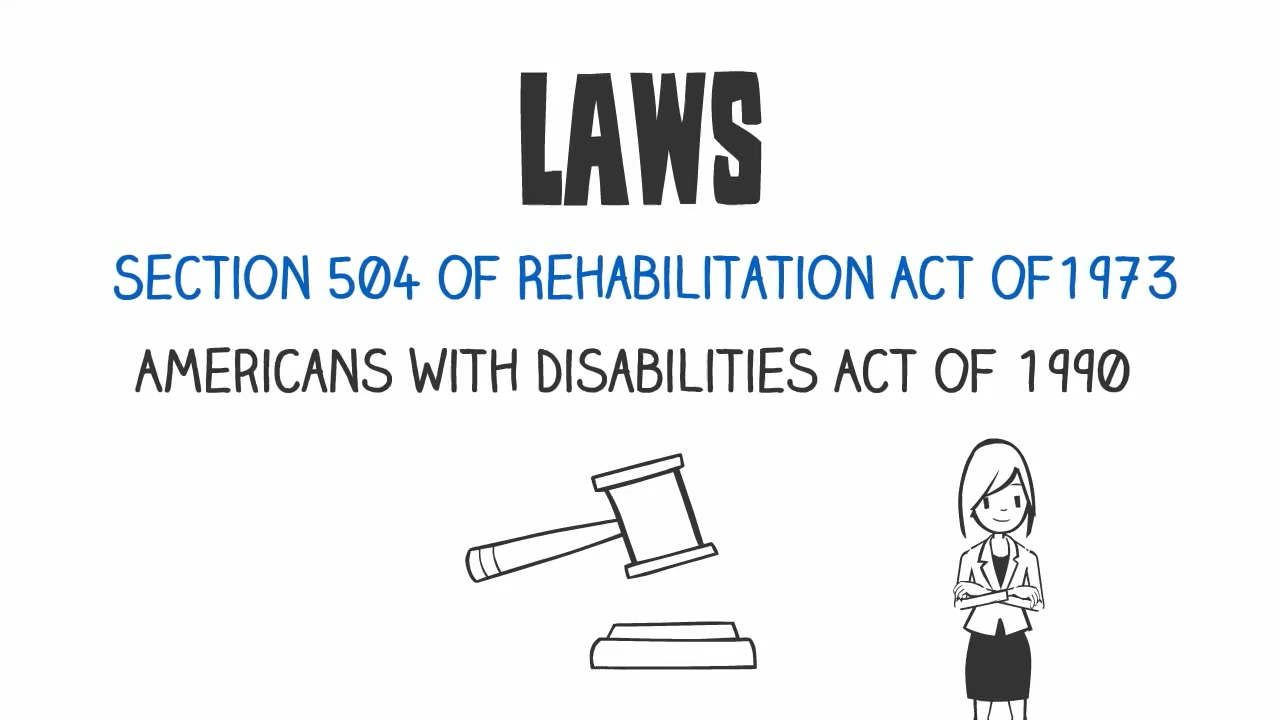 LAWS
SECTION 504 OF REHABILITATION ACT OF1973
AMERICANS WITH DISABILITIES ACT OF 1990